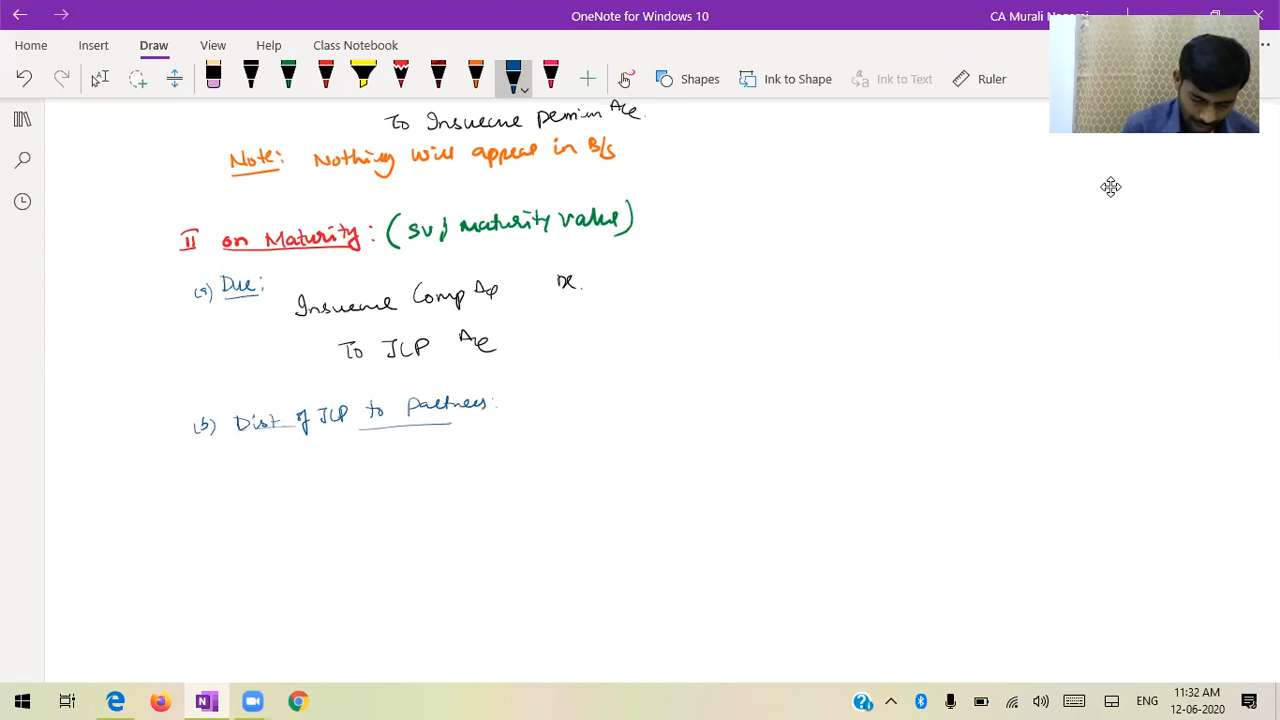 OneNote for Windows 10
CA Murali
Home Insert Draw View Help Class Notebook
Shapes Ink to Shape Ink to Text Ruler
To Insurance Premium A/c.
Note: Nothing will appear in B/s
II on Maturity: (SV / maturity value)
(a) Due:
Insurance Comp A/c Dr.
To JLP A/c
(b) Dist of JLP to Partners:
ENG
11:32 AM
12-06-2020